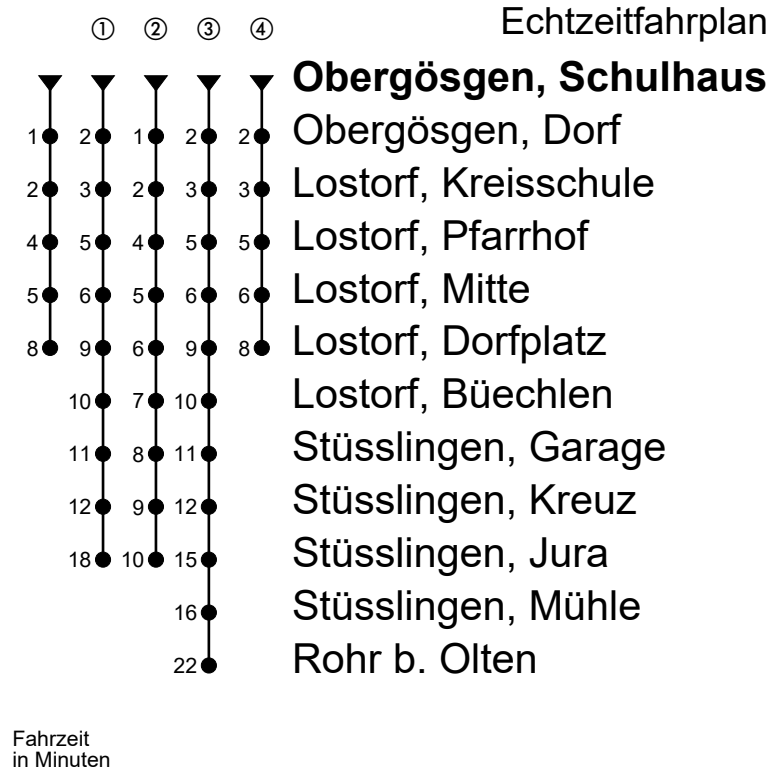 ① ② ③ ④ Echtzeitfahrplan
Obergösgen, Schulhaus
1 2 1 2 2 Obergösgen, Dorf
2 3 2 3 3 Lostorf, Kreisschule
4 5 4 5 5 Lostorf, Pfarrhof
5 6 5 6 6 Lostorf, Mitte
8 9 6 9 8 Lostorf, Dorfplatz
10 7 10 Lostorf, Büechlen
11 8 11 Stüsslingen, Garage
12 9 12 Stüsslingen, Kreuz
18 10 15 Stüsslingen, Jura
16 Stüsslingen, Mühle
22 Rohr b. Olten
Fahrzeit
in Minuten